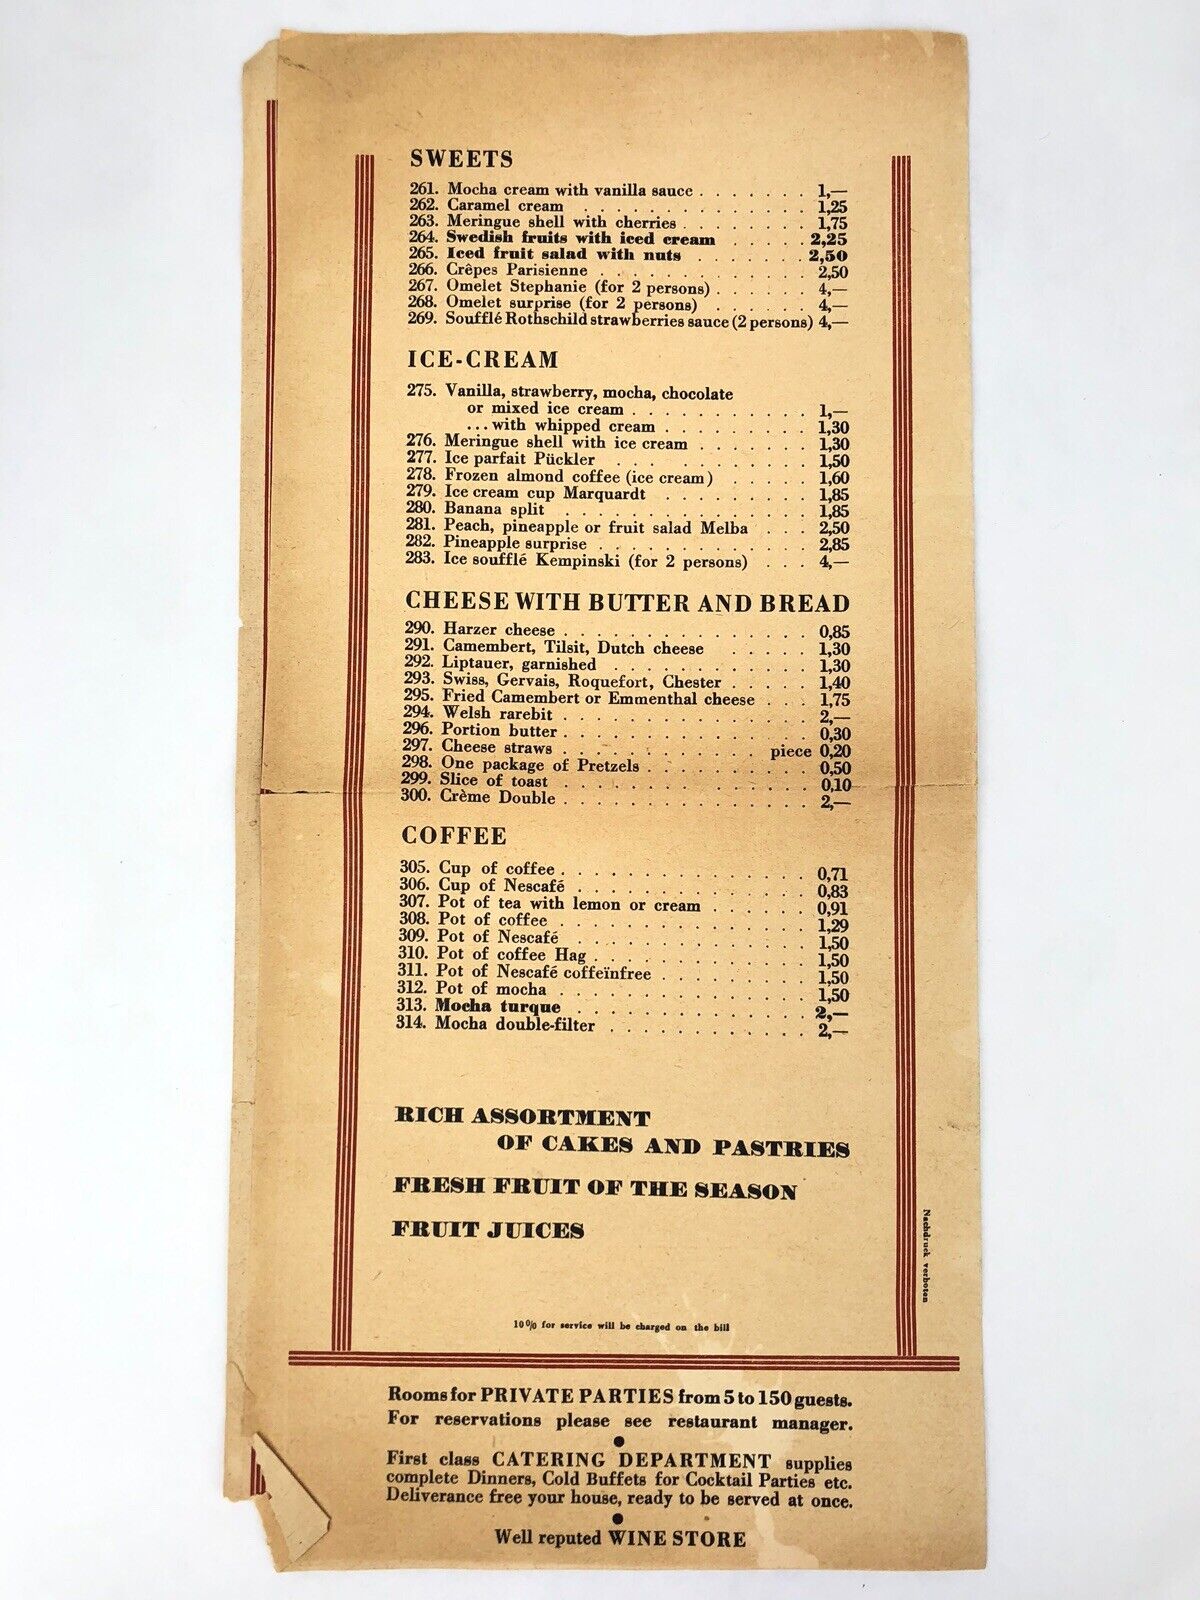 SWEETS
261. Mocha cream with vanilla sauce . . . . . . . 1,—
262. Caramel cream . . . . . . . . . . . . . . 1,25
263. Meringue shell with cherries . . . . . . . . 1,75
264. Swedish fruits with iced cream . . . . . 2,25
265. Iced fruit salad with nuts . . . . . . . 2,50
266. Crêpes Parisienne . . . . . . . . . . . . . 2,50
267. Omelet Stephanie (for 2 persons) . . . . . . 4,—
268. Omelet surprise (for 2 persons) . . . . . . 4,—
269. Soufflé Rothschild strawberries sauce (2 persons) 4,—
ICE-CREAM
275. Vanilla, strawberry, mocha, chocolate
or mixed ice cream . . . . . . . . . . . 1,—
...with whipped cream . . . . . . . . . 1,30
276. Meringue shell with ice cream . . . . . . . 1,30
277. Ice parfait Pückler . . . . . . . . . . . . 1,50
278. Frozen almond coffee (ice cream) . . . . . 1,60
279. Ice cream cup Marquardt . . . . . . . . . 1,85
280. Banana split . . . . . . . . . . . . . . . 1,85
281. Peach, pineapple or fruit salad Melba . . . 2,50
282. Pineapple surprise . . . . . . . . . . . . . 2,85
283. Ice soufflé Kempinski (for 2 persons) . . . 4,—
CHEESE WITH BUTTER AND BREAD
290. Harzer cheese . . . . . . . . . . . . . . . 0,85
291. Camembert, Tilsit, Dutch cheese . . . . . 1,30
292. Liptauer, garnished . . . . . . . . . . . . 1,30
293. Swiss, Gervais, Roquefort, Chester . . . . . 1,40
295. Fried Camembert or Emmenthal cheese . . . 1,75
294. Welsh rarebit . . . . . . . . . . . . . . . 2,—
296. Portion butter . . . . . . . . . . . . . . . 0,30
297. Cheese straws . . . . . . . . . . . . piece 0,20
298. One package of Pretzels . . . . . . . . . . 0,50
299. Slice of toast . . . . . . . . . . . . . . . 0,10
300. Crème Double . . . . . . . . . . . . . . . 2,—
COFFEE
305. Cup of coffee . . . . . . . . . . . . . . . 0,71
306. Cup of Nescafé . . . . . . . . . . . . . . 0,83
307. Pot of tea with lemon or cream . . . . . . 0,91
308. Pot of coffee . . . . . . . . . . . . . . . 1,29
309. Pot of Nescafé . . . . . . . . . . . . . . 1,50
310. Pot of coffee Hag . . . . . . . . . . . . . 1,50
311. Pot of Nescafé coffeïnfree . . . . . . . . . 1,50
312. Pot of mocha . . . . . . . . . . . . . . . 1,50
313. Mocha turque . . . . . . . . . . . . . . 2,—
314. Mocha double-filter . . . . . . . . . . . . 2,—
RICH ASSORTMENT
OF CAKES AND PASTRIES
FRESH FRUIT OF THE SEASON
FRUIT JUICES
Nachdruck verboten
10% for service will be charged on the bill
Rooms for PRIVATE PARTIES from 5 to 150 guests.
For reservations please see restaurant manager.
●
First class CATERING DEPARTMENT supplies
complete Dinners, Cold Buffets for Cocktail Parties etc.
Deliverance free your house, ready to be served at once.
●
Well reputed WINE STORE